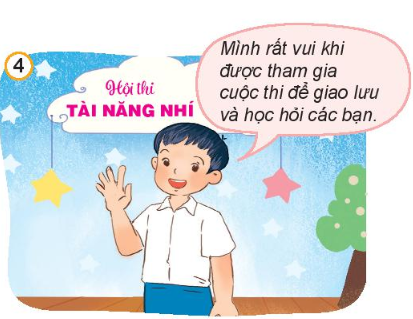 4
Hội thi
TÀI NĂNG NHÍ
Mình rất vui khi
được tham gia
cuộc thi để giao lưu
và học hỏi các bạn.